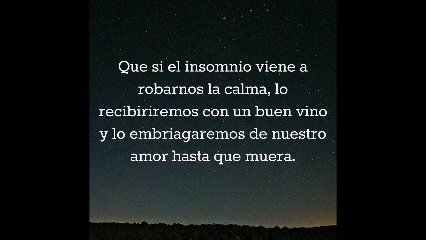 Que si el insomnio viene a
robarnos la calma, lo
recibiriremos con un buen vino
y lo embriagaremos de nuestro
amor hasta que muera.